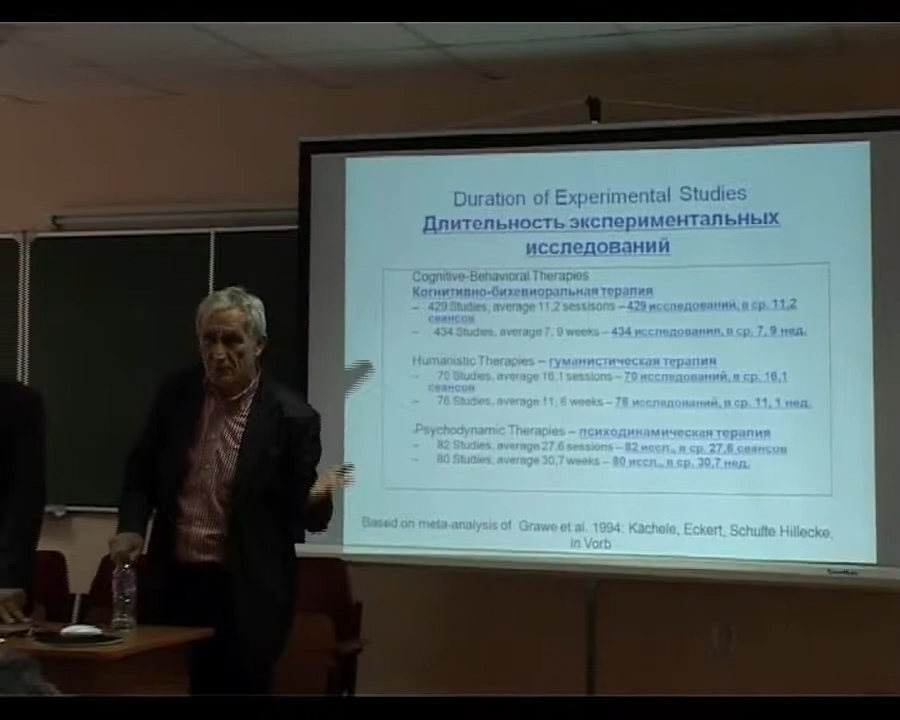 Duration of Experimental Studies
Длительность экспериментальных
исследований
Cognitive-Behavioral Therapies
Когнитивно-бихевиоральная терапия
– 429 Studies, average 11,2 sessisons – 429 исследований, в ср. 11,2
сеансов
– 434 Studies, average 7, 9 weeks – 434 исследования, в ср. 7, 9 нед.
Humanistic Therapies – гуманистическая терапия
- 70 Studies, average 16,1 sessions – 70 исследований, в ср. 16,1
сеансов
- 76 Studies, average 11, 6 weeks – 76 исследований, в ср. 11, 1 нед.
Psychodynamic Therapies – психодинамическая терапия
- 82 Studies, average 27,6 sessions – 82 иссл., в ср. 27,6 сеансов
- 80 Studies, average 30,7 weeks – 80 иссл., в ср. 30,7 нед.
Based on meta-analysis of Grawe et al. 1994: Kächele, Eckert, Schulte Hillecke,
in Vorb